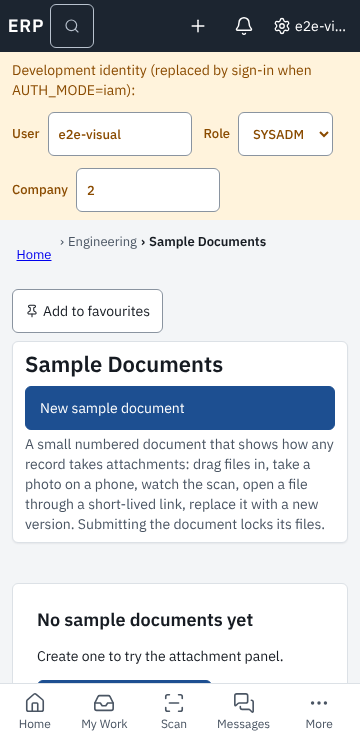 ERP e2e-vi...
Development identity (replaced by sign-in when
AUTH_MODE=iam):
User e2e-visual Role SYSADM
Company 2
Home › Engineering › Sample Documents
Add to favourites
Sample Documents
New sample document
A small numbered document that shows how any
record takes attachments: drag files in, take a
photo on a phone, watch the scan, open a file
through a short-lived link, replace it with a new
version. Submitting the document locks its files.
No sample documents yet
Create one to try the attachment panel.
Home My Work Scan Messages More